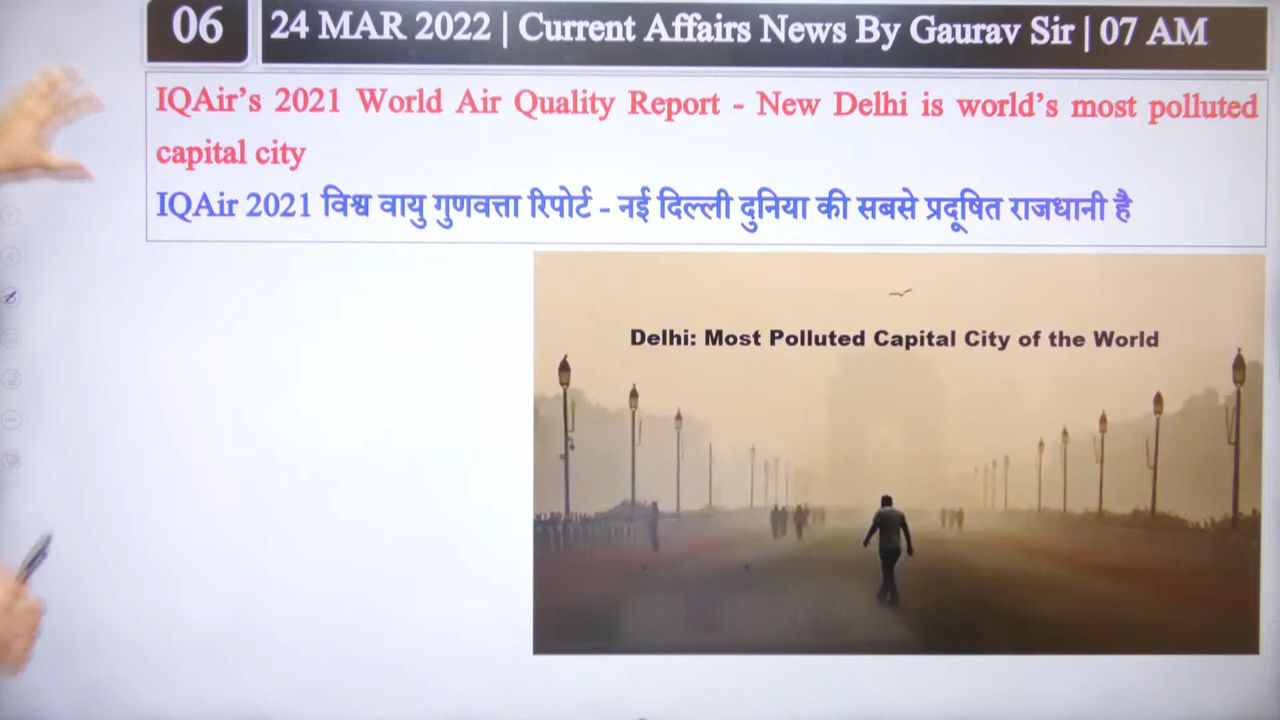 06
24 MAR 2022 | Current Affairs News By Gaurav Sir | 07 AM
IQAir’s 2021 World Air Quality Report - New Delhi is world’s most polluted
capital city
IQAir 2021 विश्व वायु गुणवत्ता रिपोर्ट - नई दिल्ली दुनिया की सबसे प्रदूषित राजधानी है
Delhi: Most Polluted Capital City of the World